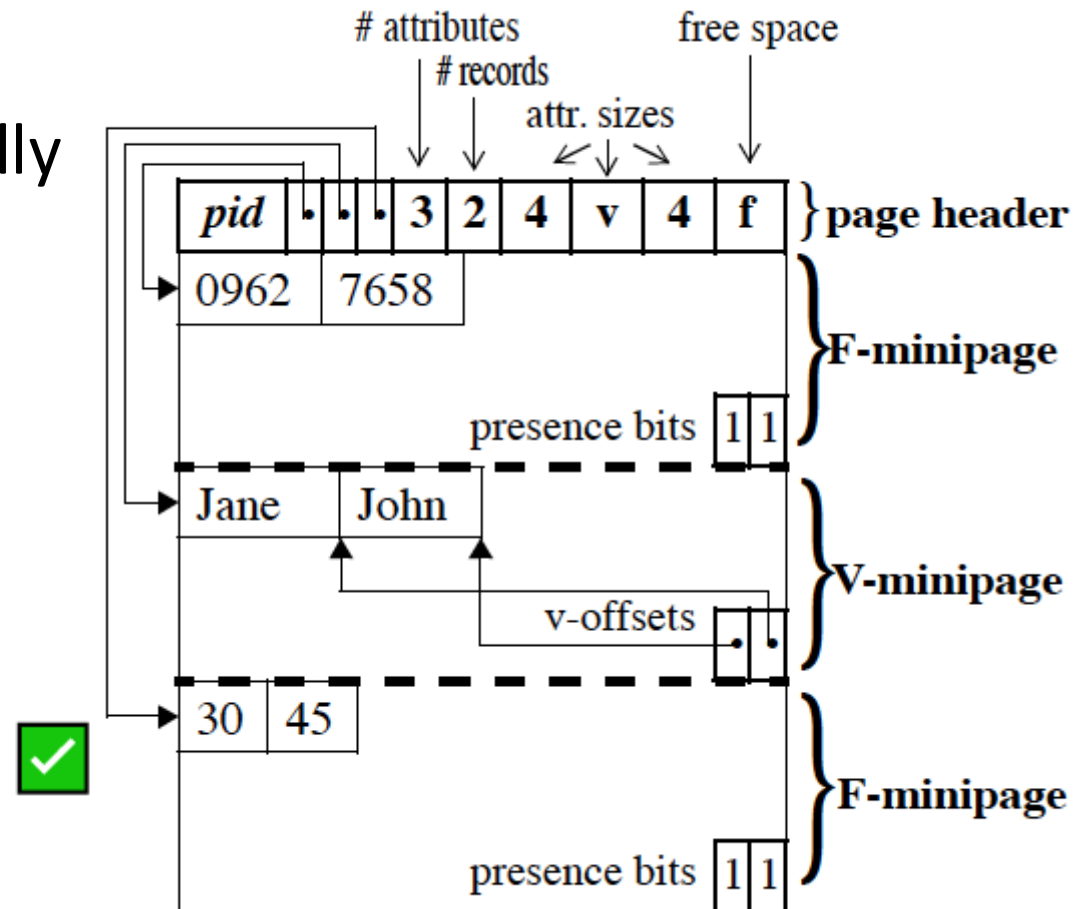 # attributes
free space
# records
attr. sizes
lly
pid • • • 3 2 4 v 4 f
page header
0962 7658
F-minipage
presence bits 1 1
Jane John
V-minipage
v-offsets
30 45
F-minipage
presence bits 1 1